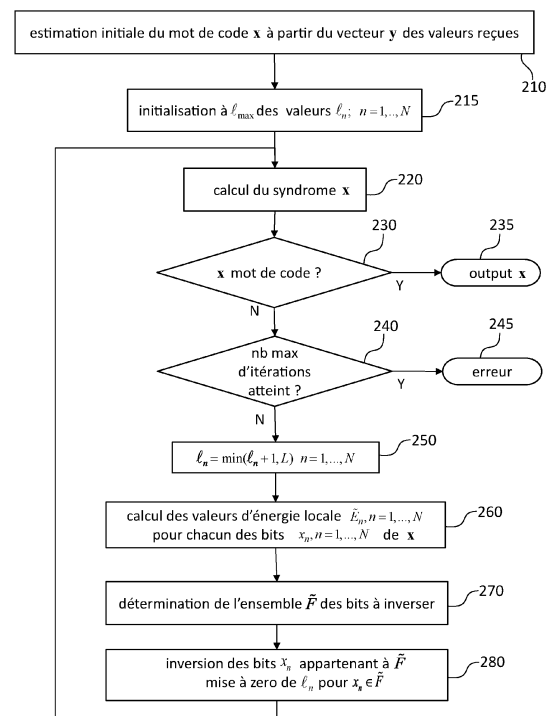 estimation initiale du mot de code x à partir du vecteur y des valeurs reçues
210
initialisation à ℓmax des valeurs ℓn; n=1,..,N
215
calcul du syndrome x
220
230
x mot de code ?
235
output x
Y
N
240
nb max
d'itérations
atteint ?
245
erreur
Y
N
ℓn = min(ℓn+1,L) n=1,...,N
250
calcul des valeurs d'énergie locale Ẽn,n=1,...,N
pour chacun des bits xn,n=1,...,N de x
260
détermination de l'ensemble F̃ des bits à inverser
270
inversion des bits xn appartenant à F̃
mise à zero de ℓn pour xn∈F̃
280